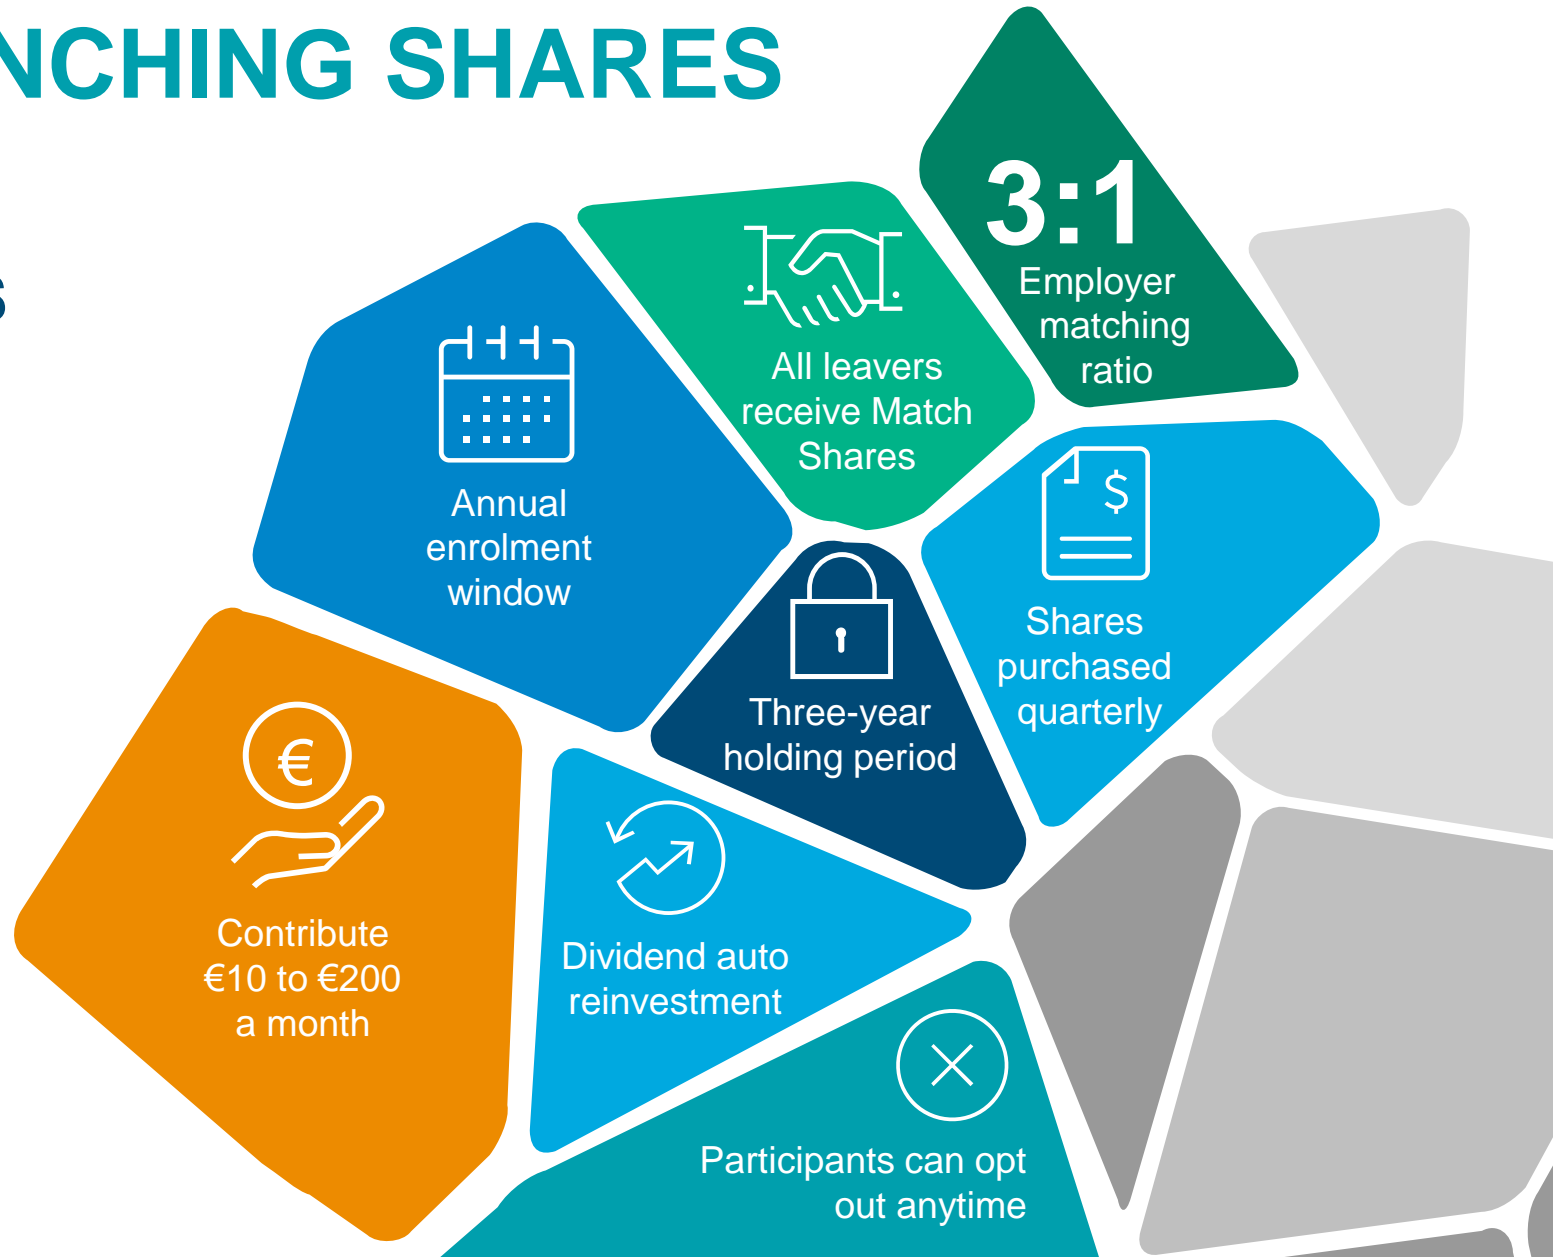 NCHING SHARES
S
3:1
Employer
matching
ratio
All leavers
receive Match
Shares
$
Annual
enrolment
window
Shares
purchased
quarterly
Three-year
holding period
€
Contribute
€10 to €200
a month
Dividend auto
reinvestment
Participants can opt
out anytime